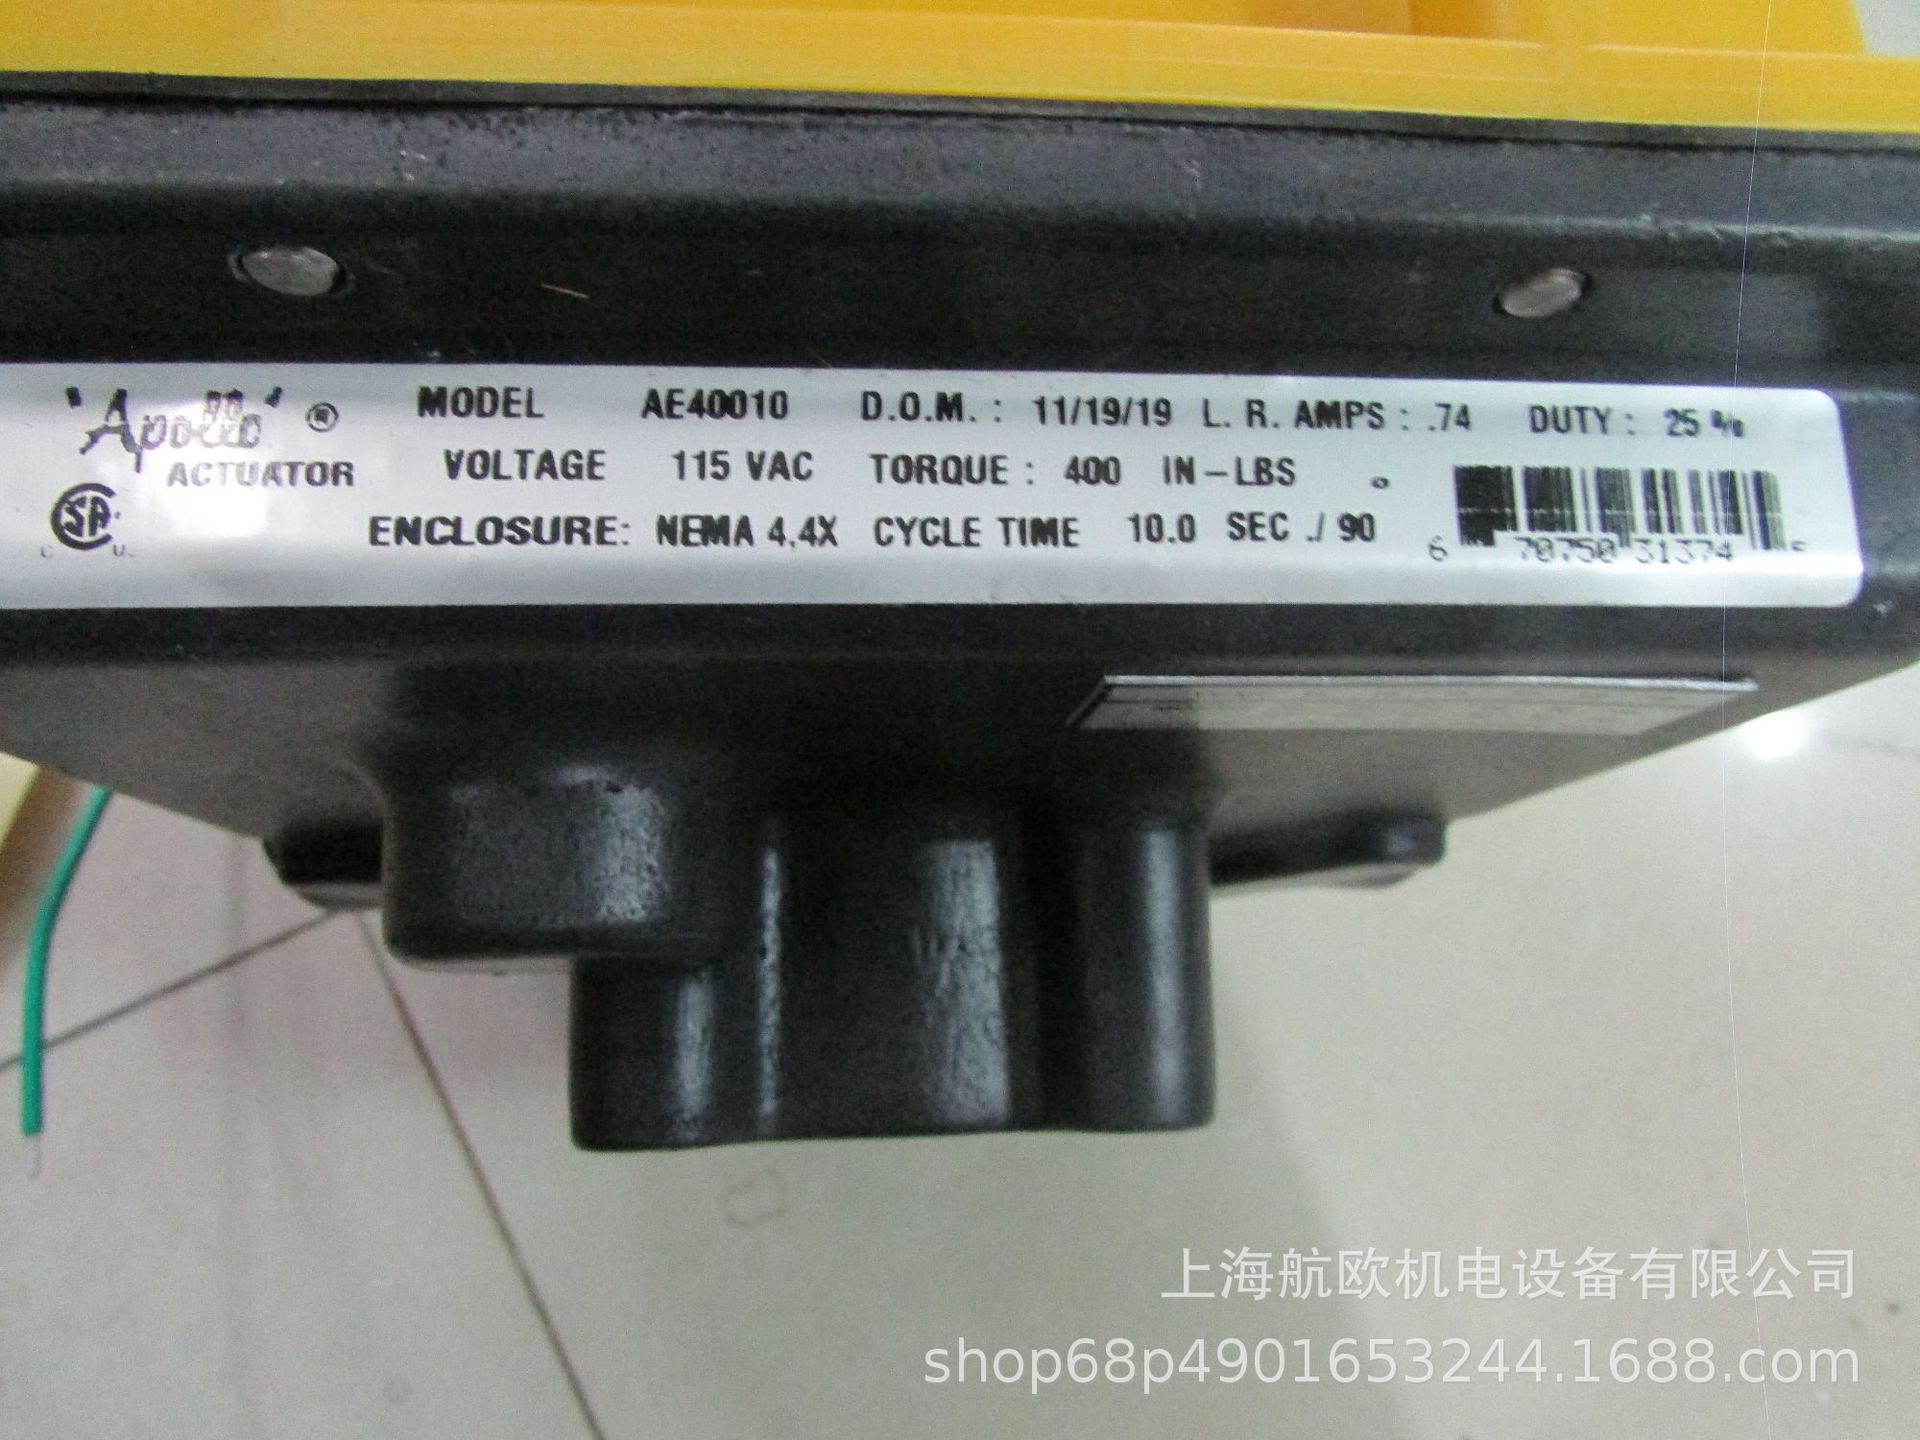 "Apollo" ® MODEL AE40010 D.O.M. : 11/19/19 L. R. AMPS : .74 DUTY : 25 %
ACTUATOR VOLTAGE 115 VAC TORQUE : 400 IN-LBS °
ENCLOSURE: NEMA 4,4X CYCLE TIME 10.0 SEC ./ 90
SA C U
6 70750 31374
上海航欧机电设备有限公司
shop68p4901653244.1688.com